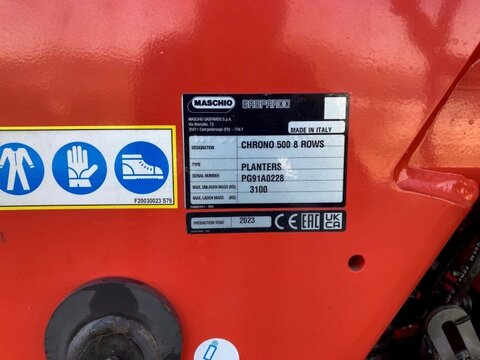 MASCHIO GASPARDO
MASCHIO GASPARDO S.p.A.
Via Marcello, 73
35011 Campodarsego (PD) - ITALY
MADE IN ITALY
DESIGNATION CHRONO 500 8 ROWS
TYPE PLANTERS
SERIAL NUMBER PG91A0228
MAX. UNLADEN MASS (KG) 3100
MAX. LADEN MASS (KG)
PRODUCTION YEAR 2023 CE EAC UK CA
F20030023 S76